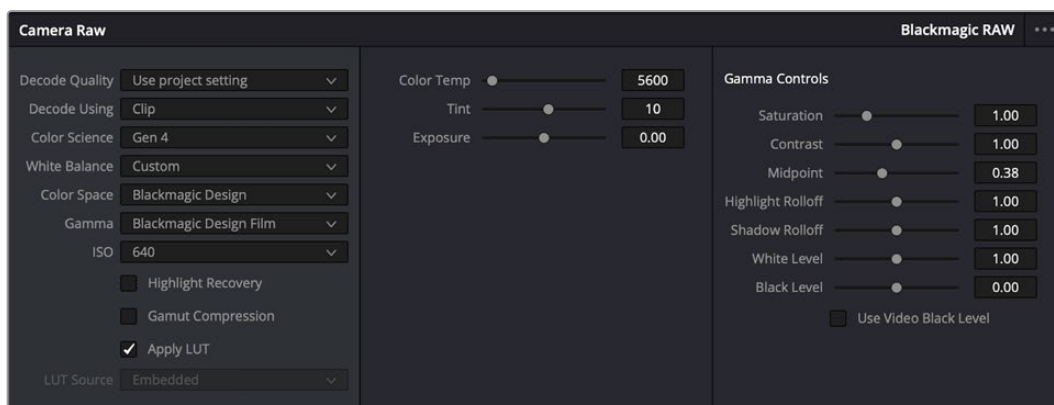 Camera Raw
Blackmagic RAW
Decode Quality Use project setting
Decode Using Clip
Color Science Gen 4
White Balance Custom
Color Space Blackmagic Design
Gamma Blackmagic Design Film
ISO 640
Highlight Recovery
Gamut Compression
Apply LUT
LUT Source Embedded
Color Temp 5600
Tint 10
Exposure 0.00
Gamma Controls
Saturation 1.00
Contrast 1.00
Midpoint 0.38
Highlight Rolloff 1.00
Shadow Rolloff 1.00
White Level 1.00
Black Level 0.00
Use Video Black Level